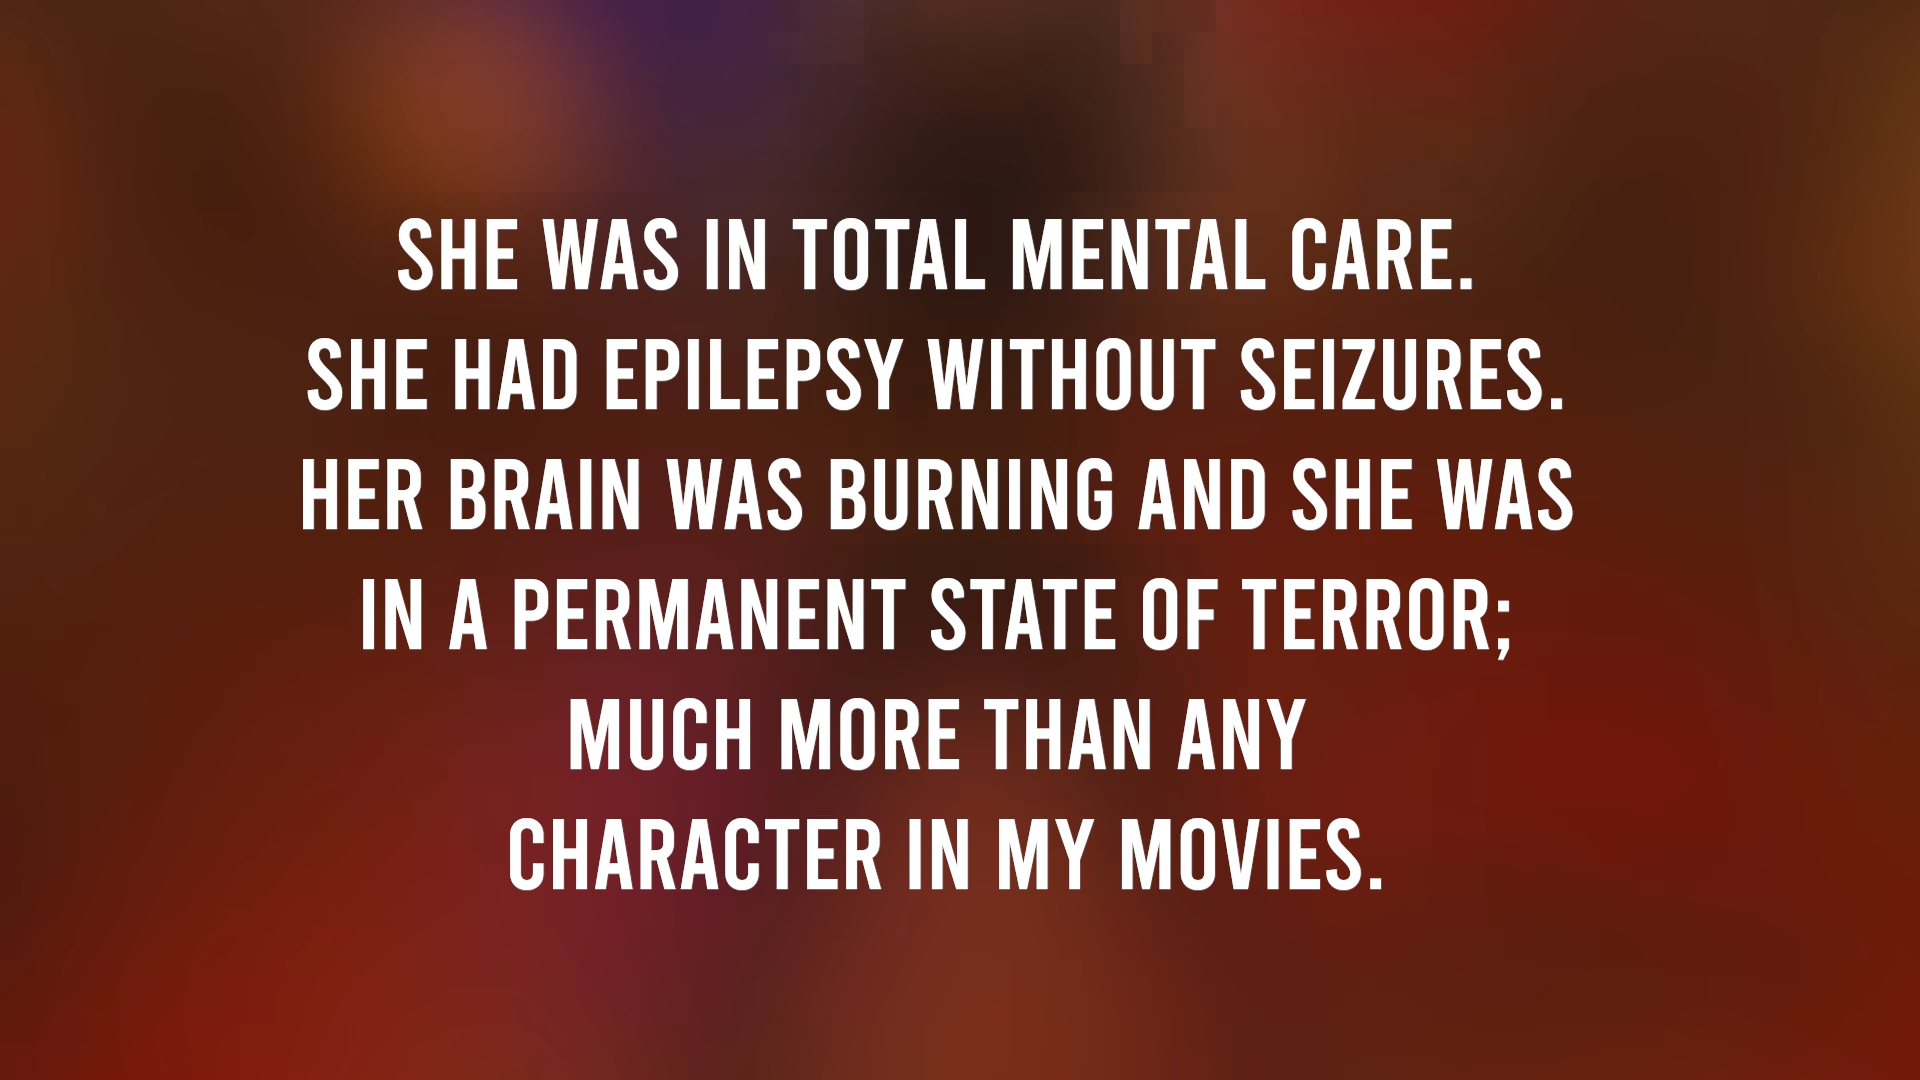 SHE WAS IN TOTAL MENTAL CARE.
SHE HAD EPILEPSY WITHOUT SEIZURES.
HER BRAIN WAS BURNING AND SHE WAS
IN A PERMANENT STATE OF TERROR;
MUCH MORE THAN ANY
CHARACTER IN MY MOVIES.